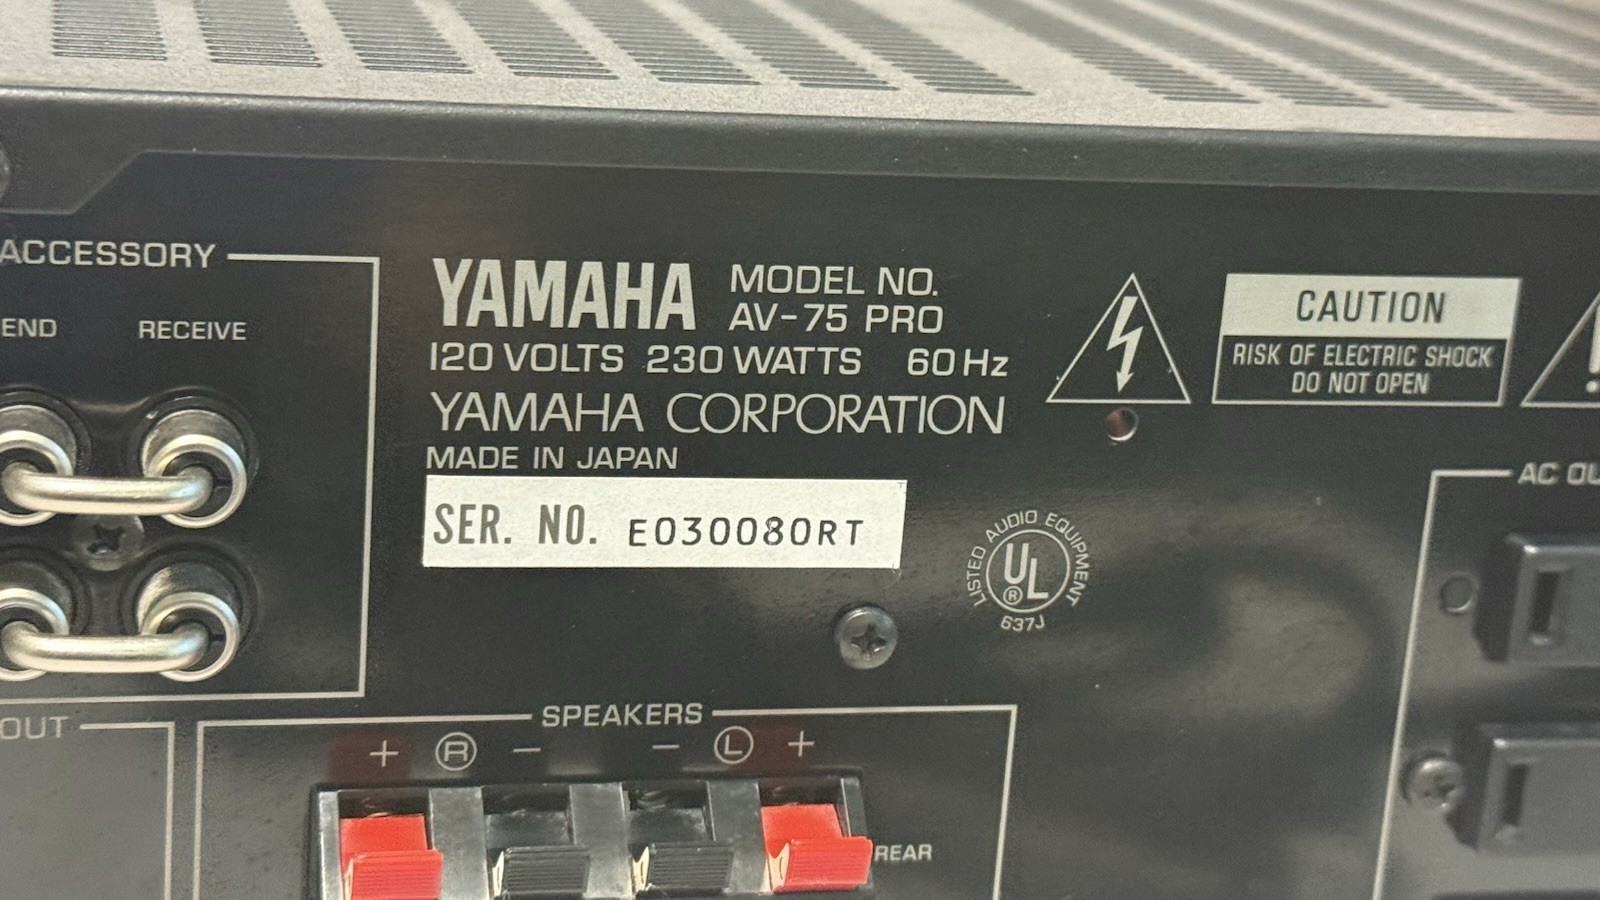 ACCESSORY
END RECEIVE
YAMAHA MODEL NO.
AV-75 PRO
120 VOLTS 230 WATTS 60Hz
YAMAHA CORPORATION
MADE IN JAPAN
SER. NO. E030080RT
CAUTION
RISK OF ELECTRIC SHOCK
DO NOT OPEN
!
LISTED AUDIO EQUIPMENT
UL
®
637J
AC OU
OUT
SPEAKERS
+ R - - L +
REAR